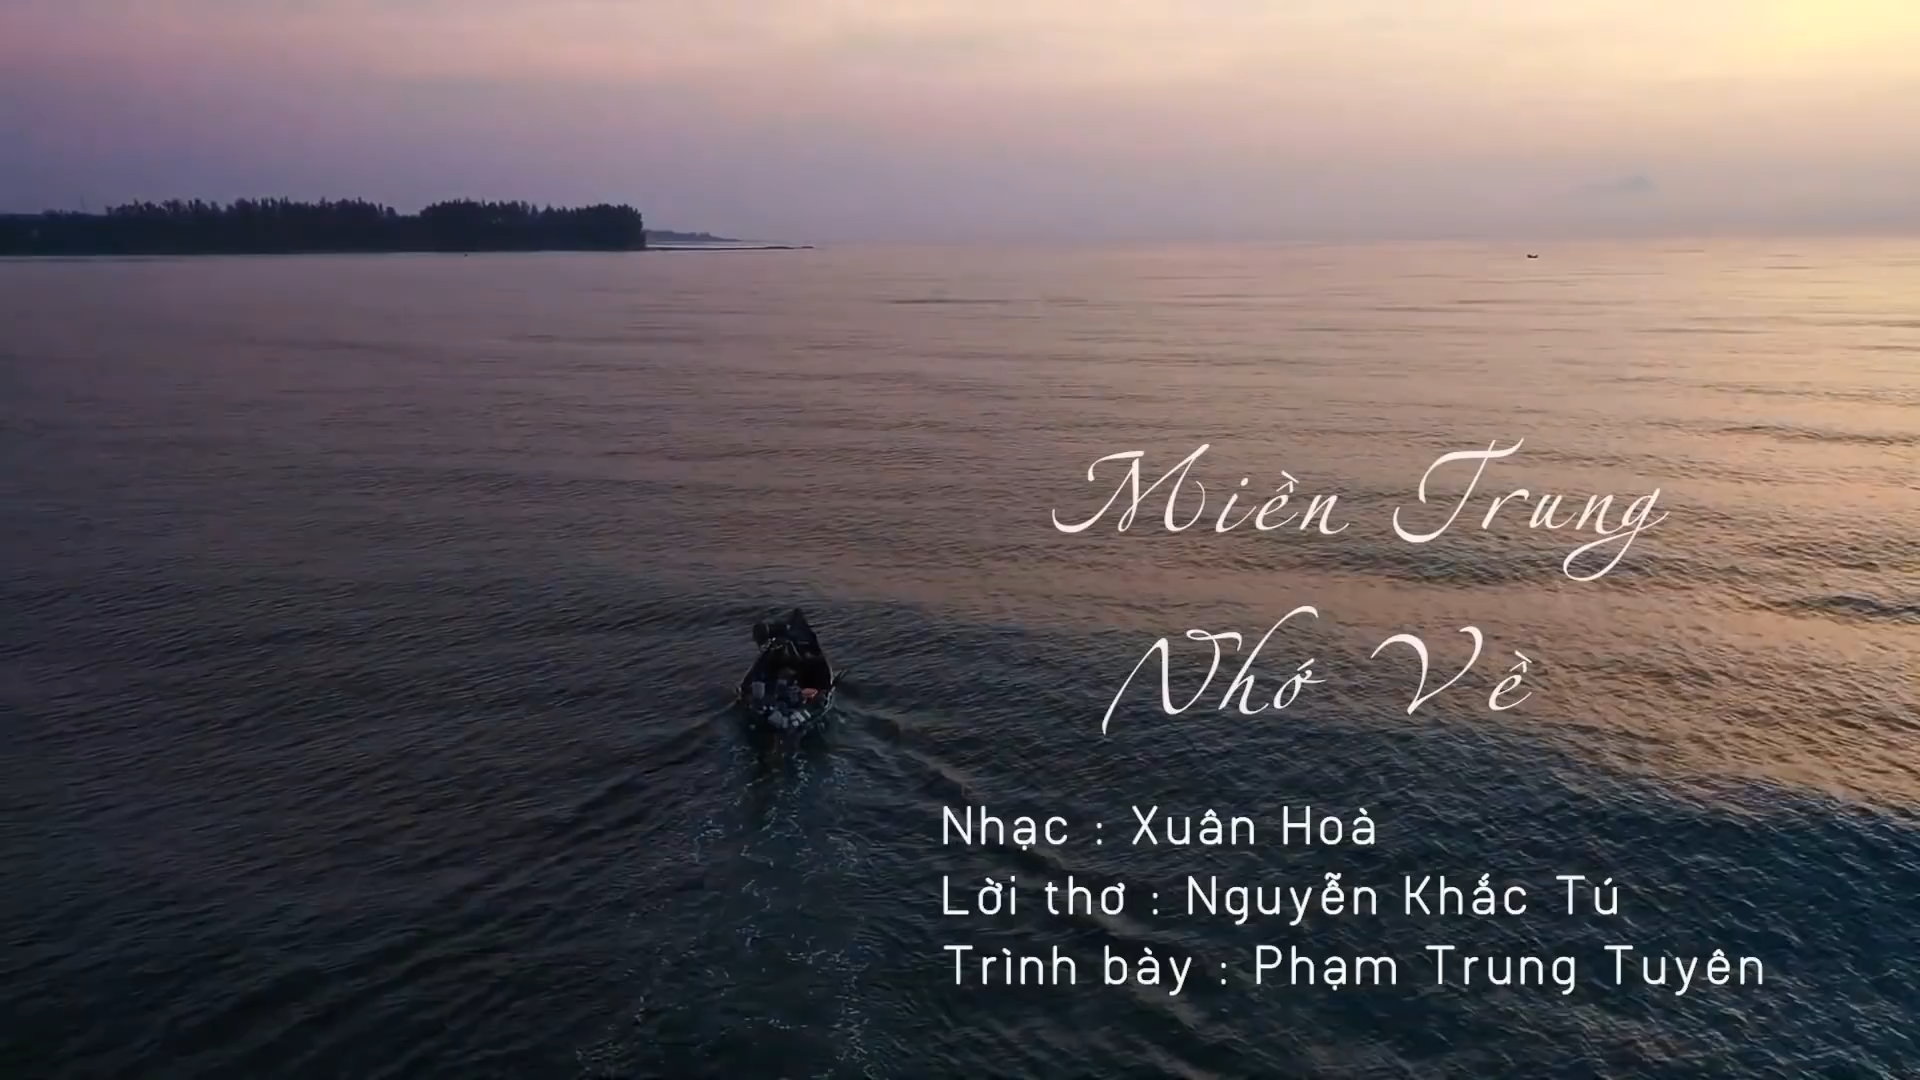 Miền Trung
Nhớ Về
Nhạc : Xuân Hoà
Lời thơ : Nguyễn Khắc Tú
Trình bày : Phạm Trung Tuyên